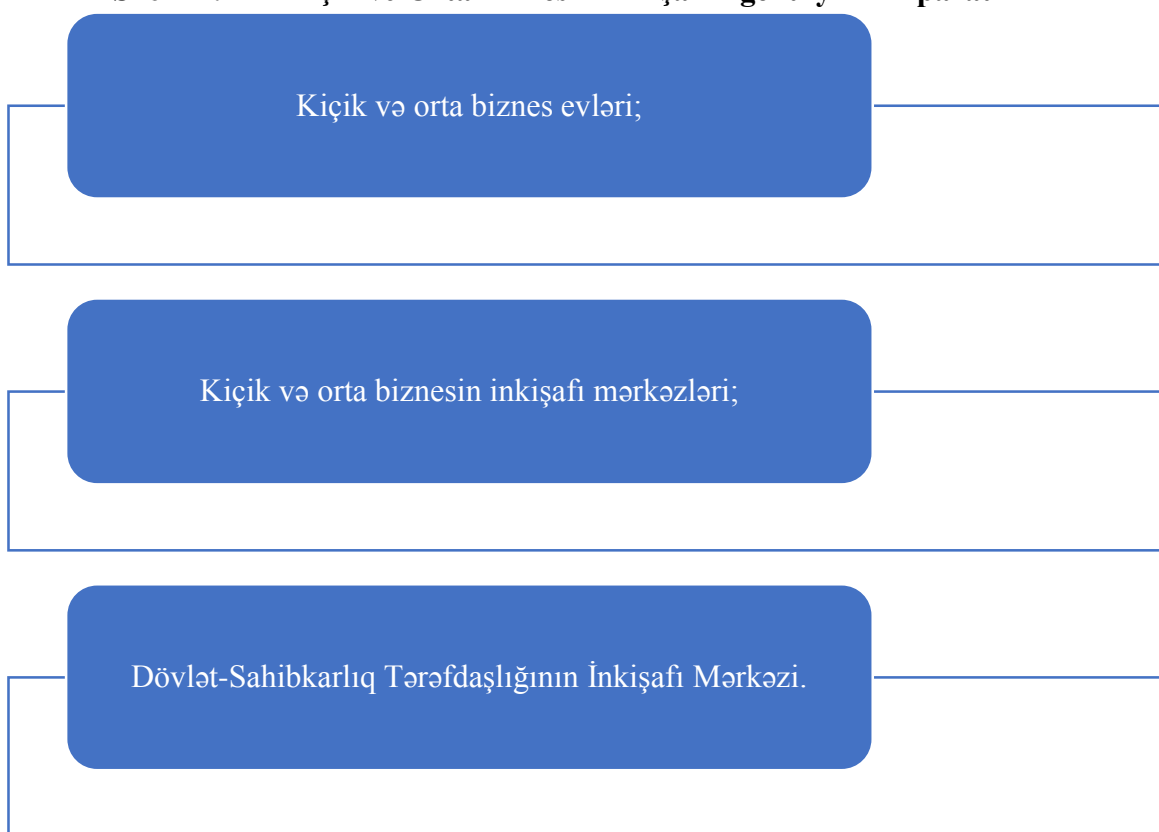 Kiçik və orta biznes evləri;
Kiçik və orta biznesin inkişafı mərkəzləri;
Dövlət-Sahibkarlıq Tərəfdaşlığının İnkişafı Mərkəzi.